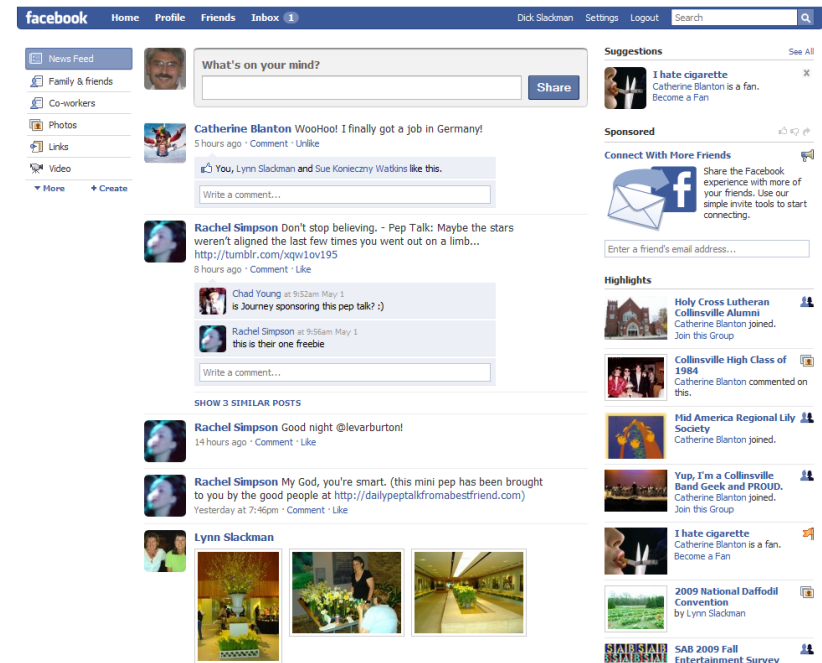 facebook Home Profile Friends Inbox 1 Dick Slackman Settings Logout Search
News Feed
Family & friends
Co-workers
Photos
Links
Video
More + Create
What's on your mind?
Share
Catherine Blanton WooHoo! I finally got a job in Germany!
5 hours ago · Comment · Unlike
You, Lynn Slackman and Sue Konieczny Watkins like this.
Write a comment...
Rachel Simpson Don't stop believing. - Pep Talk: Maybe the stars
weren't aligned the last few times you went out on a limb...
http://tumblr.com/xqw1ov195
8 hours ago · Comment · Like
Chad Young at 9:52am May 1
is Journey sponsoring this pep talk? :)
Rachel Simpson at 9:56am May 1
this is their one freebie
Write a comment...
SHOW 3 SIMILAR POSTS
Rachel Simpson Good night @levarburton!
14 hours ago · Comment · Like
Rachel Simpson My God, you're smart. (this mini pep has been brought
to you by the good people at http://dailypeptalkfromabestfriend.com)
Yesterday at 7:46pm · Comment · Like
Lynn Slackman
Suggestions See All
I hate cigarette x
Catherine Blanton is a fan.
Become a Fan
Sponsored
Connect With More Friends
Share the Facebook
experience with more of
your friends. Use our
simple invite tools to start
connecting.
f
Enter a friend's email address...
Highlights
Holy Cross Lutheran
Collinsville Alumni
Catherine Blanton joined.
Join this Group
Collinsville High Class of
1984
Catherine Blanton commented on
this.
Mid America Regional Lily
Society
Catherine Blanton joined.
Yup, I'm a Collinsville
Band Geek and PROUD.
Catherine Blanton joined.
Join this Group
I hate cigarette
Catherine Blanton is a fan.
Become a Fan
2009 National Daffodil
Convention
by Lynn Slackman
SAB 2009 Fall
Entertainment Survey
SABSAB